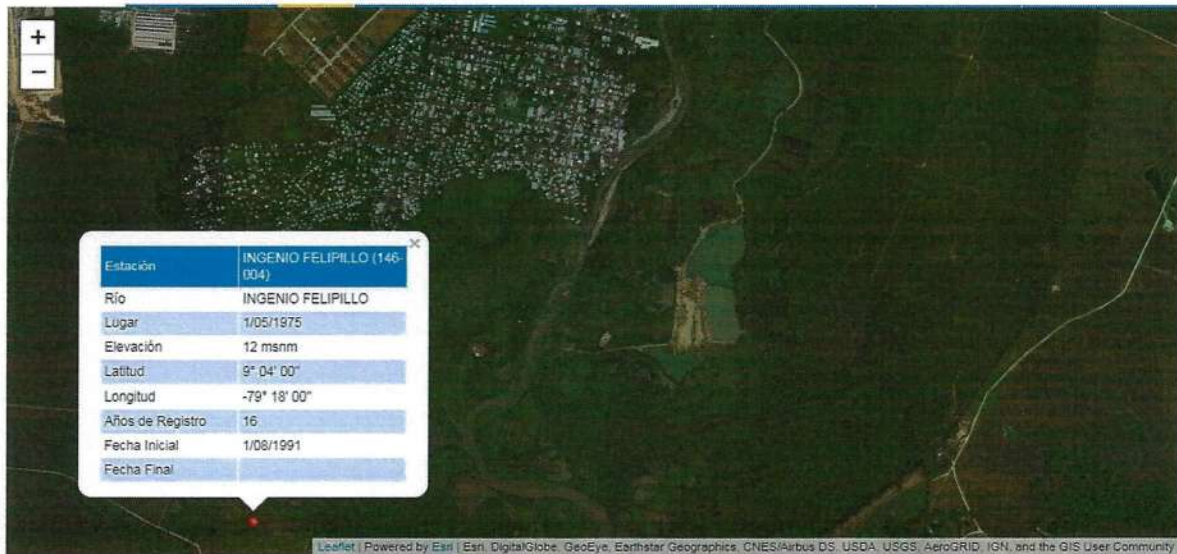 +
−
×
Estación INGENIO FELIPILLO (146-
004)
Río INGENIO FELIPILLO
Lugar 1/05/1975
Elevación 12 msnm
Latitud 9° 04' 00"
Longitud -79° 18' 00"
Años de Registro 16
Fecha Inicial 1/08/1991
Fecha Final
Leaflet | Powered by Esri | Esri, DigitalGlobe, GeoEye, Earthstar Geographics, CNES/Airbus DS, USDA, USGS, AeroGRID, IGN, and the GIS User Community